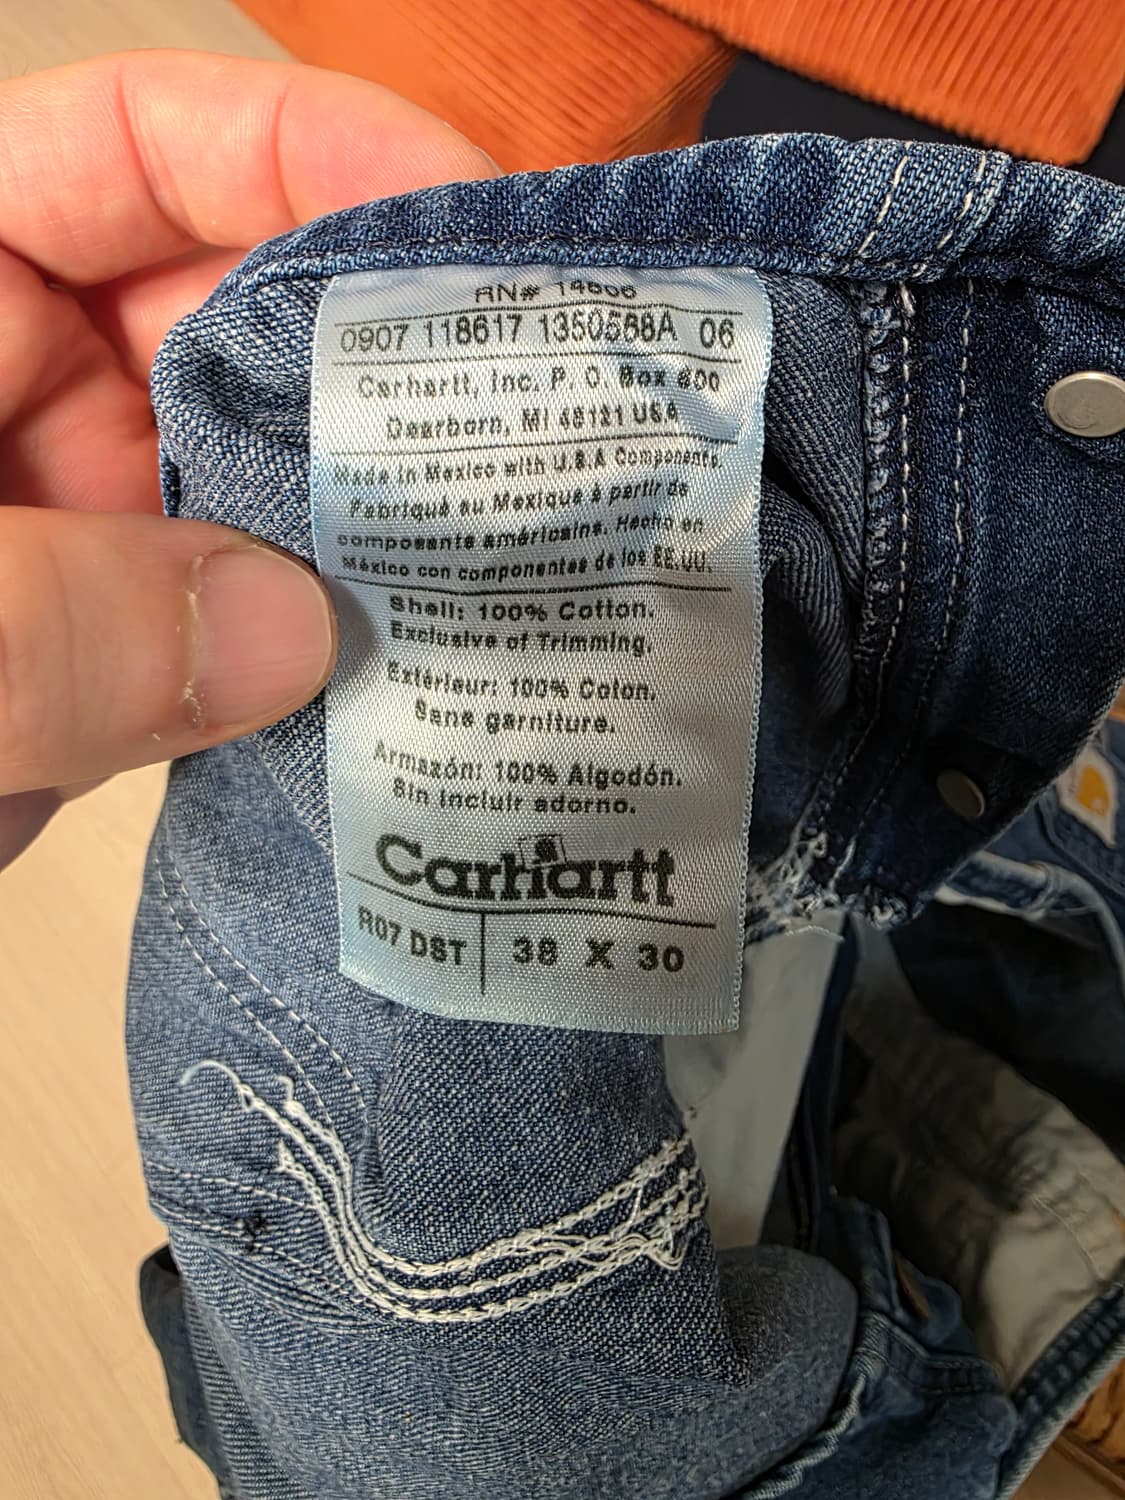 RN# 14806
0907 118617 1350568A 06
Carhartt, Inc. P. O. Box 600
Dearborn, MI 48121 USA
Made in Mexico with U.S.A Components.
Fabriqué au Mexique à partir de
composants américains. Hecho en
México con componentes de los EE.UU.
Shell: 100% Cotton.
Exclusive of Trimming.
Extérieur: 100% Coton.
Sans garniture.
Armazón: 100% Algodón.
Sin incluir adorno.
Carhartt
R07 DST 38 X 30